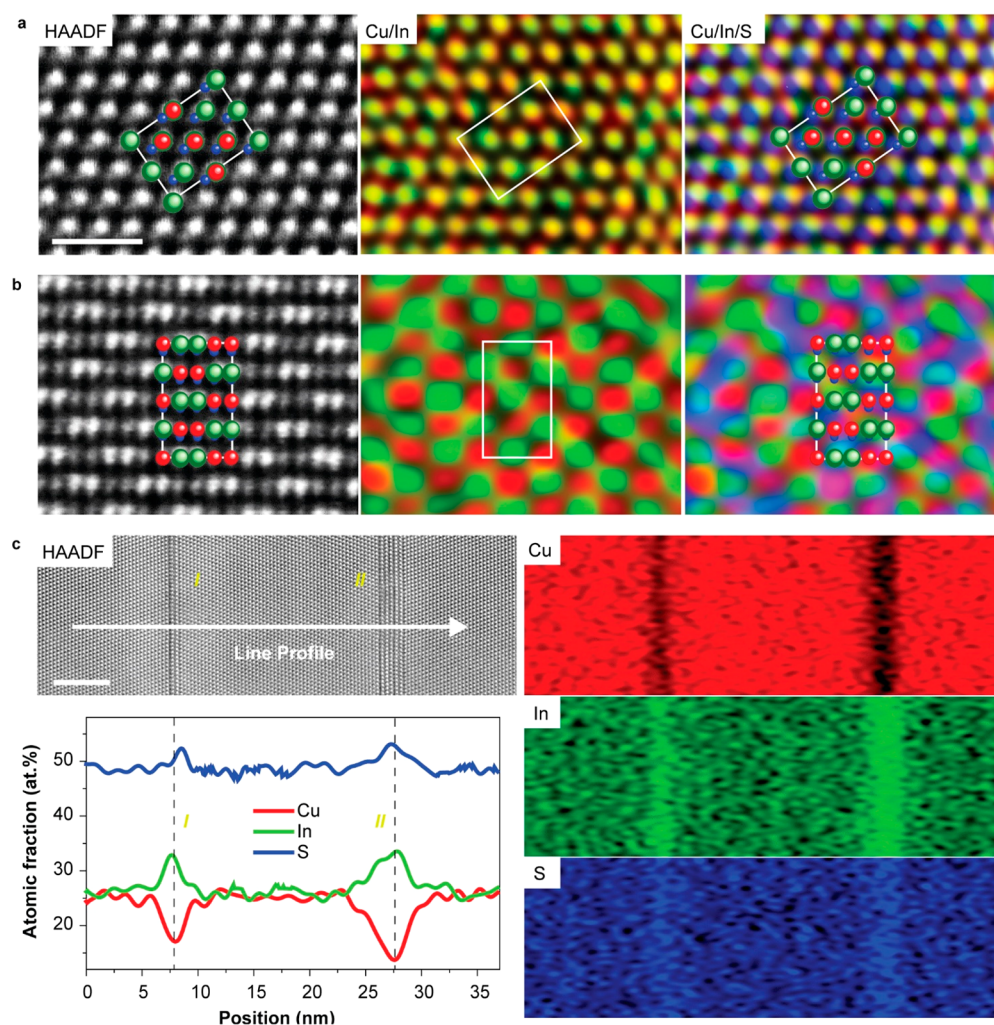 a
HAADF
Cu/In
Cu/In/S
b
c
HAADF
I
II
Line Profile
Cu
In
S
Atomic fraction (at.%)
50
40
30
20
I
II
Cu
In
S
0
5
10
15
20
25
30
35
Position (nm)